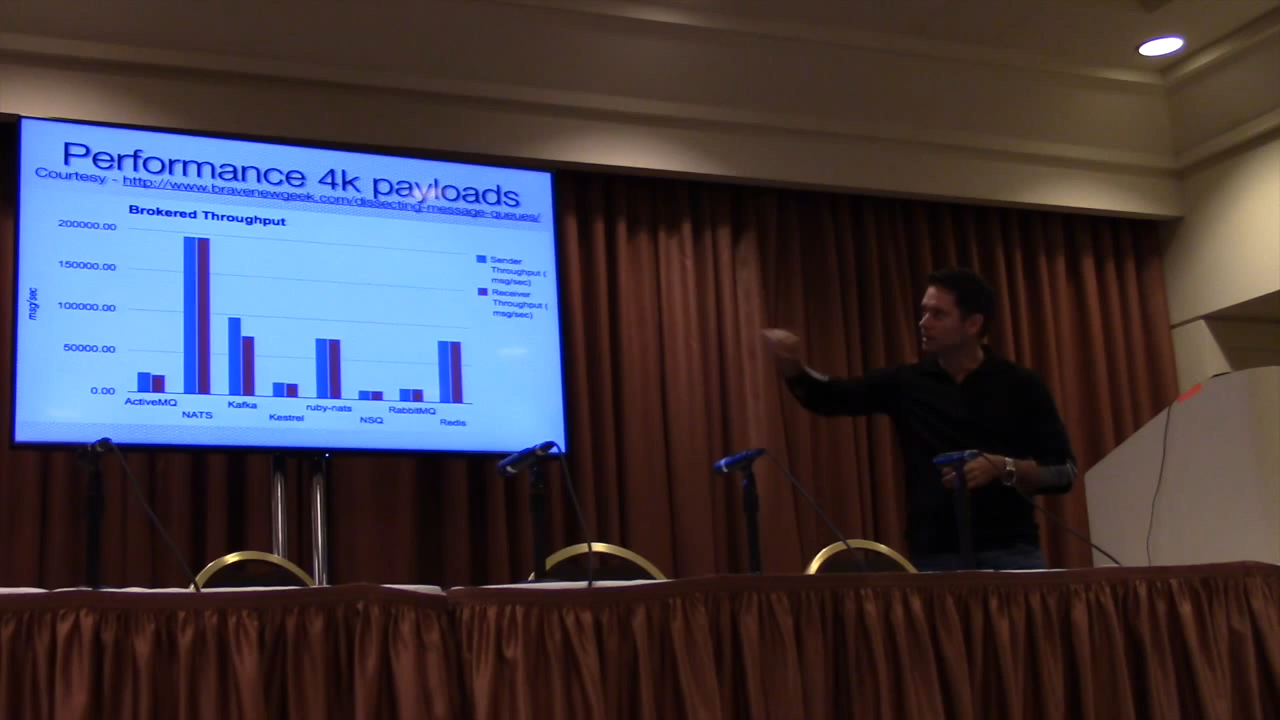 Performance 4k payloads
Courtesy - http://www.bravenewgeek.com/dissecting-message-queues/
Brokered Throughput
200000.00
150000.00
100000.00
50000.00
0.00
msg/sec
Sender
Throughput (
msg/sec)
Receiver
Throughput (
msg/sec)
ActiveMQ
NATS
Kafka
Kestrel
ruby-nats
NSQ
RabbitMQ
Redis